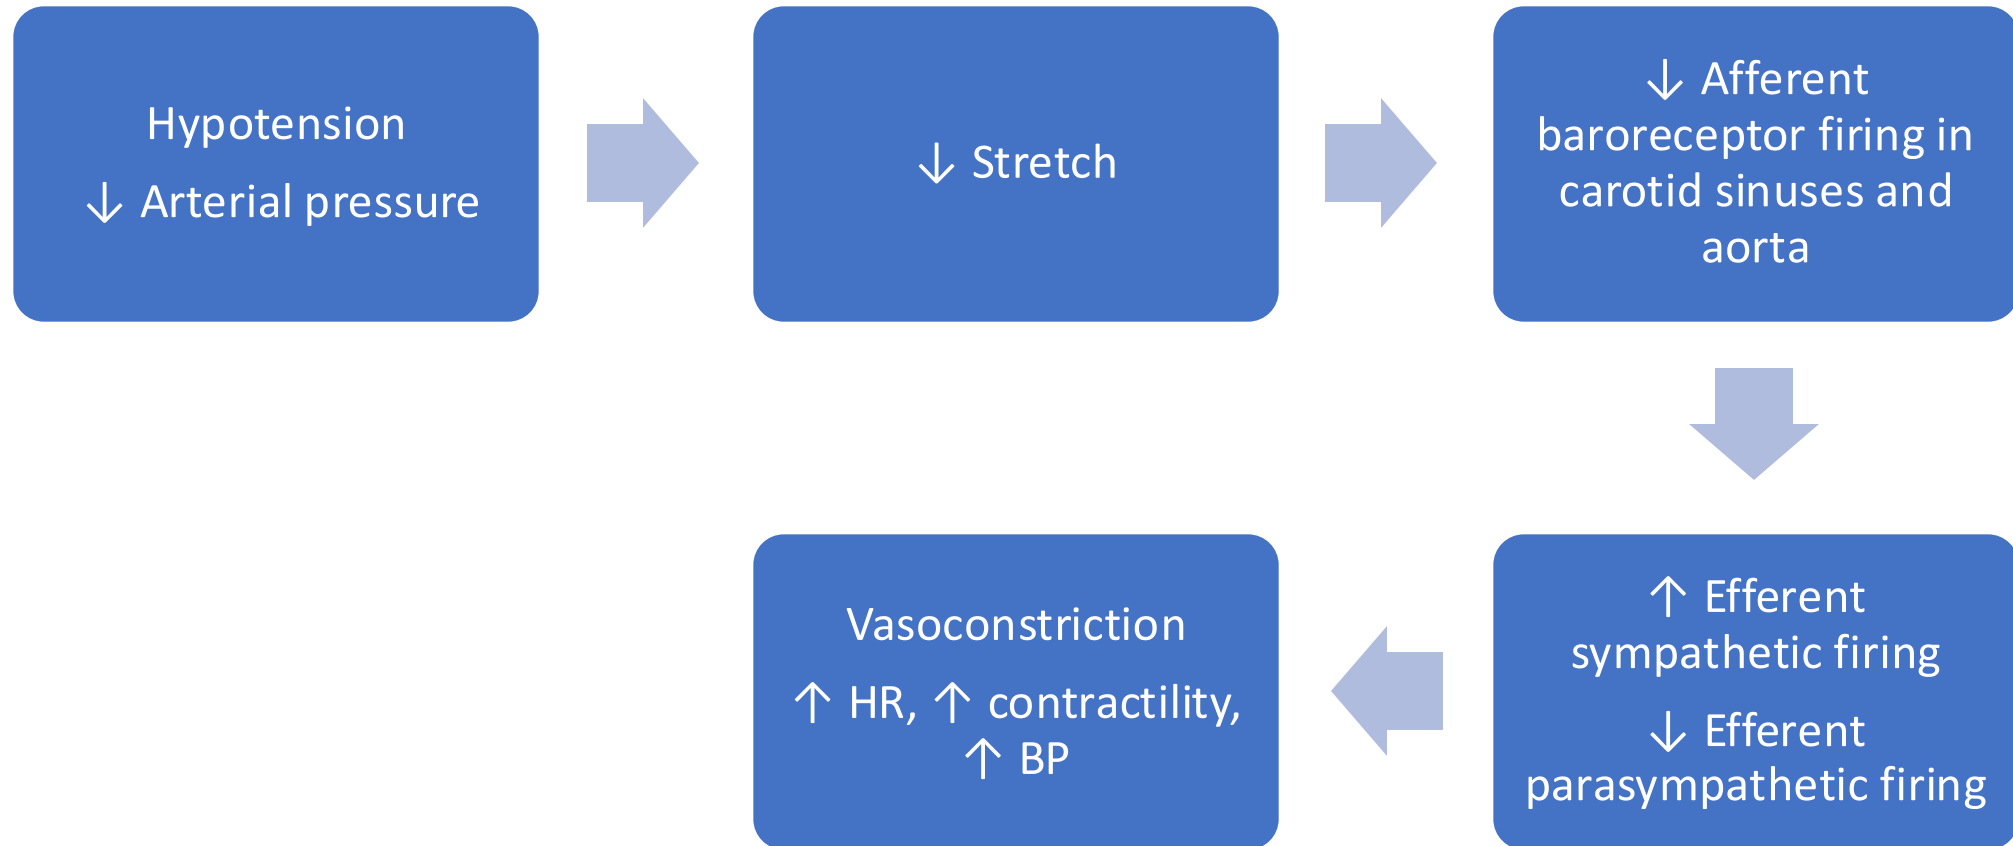 Hypotension
↓ Arterial pressure
↓ Stretch
↓ Afferent
baroreceptor firing in
carotid sinuses and
aorta
↑ Efferent
sympathetic firing
↓ Efferent
parasympathetic firing
Vasoconstriction
↑ HR, ↑ contractility,
↑ BP